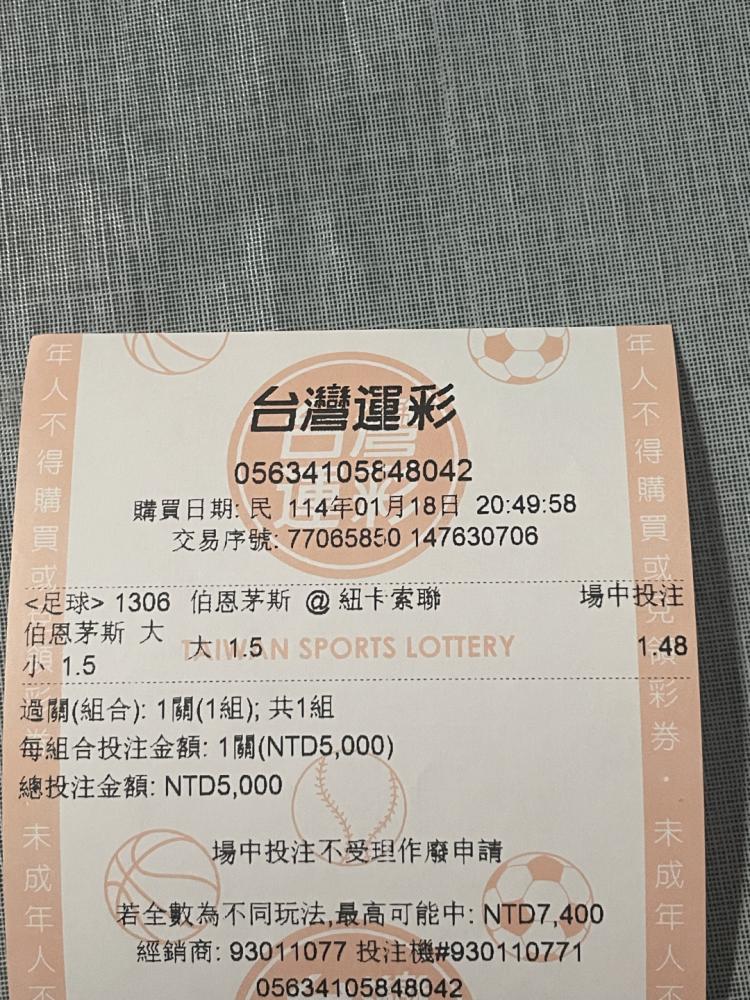 台灣運彩
05634105848042
購買日期: 民 114年01月18日 20:49:58
交易序號: 77065850 147630706
<足球> 1306 伯恩茅斯 @ 紐卡索聯 場中投注
伯恩茅斯 大 大 1.5 1.48
小 1.5
TAIWAN SPORTS LOTTERY
過關(組合): 1關(1組); 共1組
每組合投注金額: 1關(NTD5,000)
總投注金額: NTD5,000
場中投注不受理作廢申請
若全數為不同玩法,最高可能中: NTD7,400
經銷商: 93011077 投注機#930110771
05634105848042
年人不得購買或
領彩
未成年人不
年人不得購買或兌領彩券·未成年人不